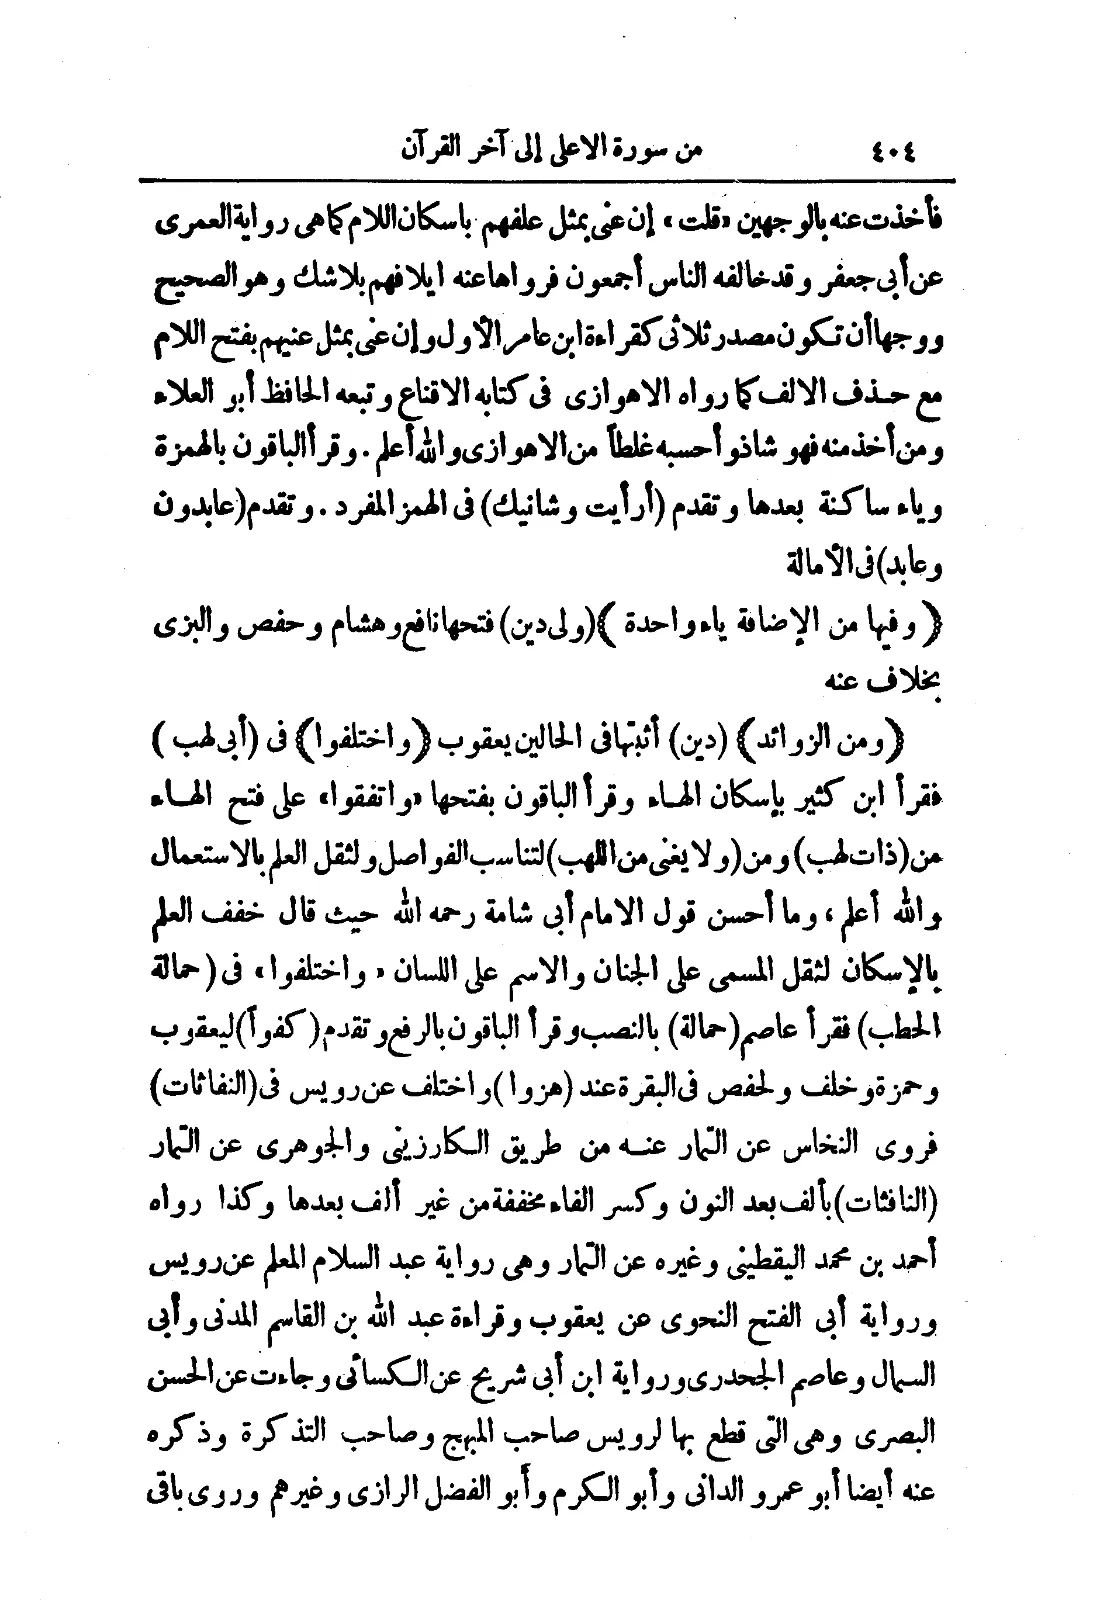 ٤٠٤ من سورة الاعلى إلى آخر القرآن
فأخذت عنه بالوجهين «قلت» إن عنى بمثل علفهم باسكان اللام كما هى رواية العمرى
عن أبى جعفر وقد خالفه الناس أجمعون فرواها عنه ايلافهم بلا شك وهو الصحيح
ووجهها أن تكون مصدر ثلاثى كقراءة ابن عامر الأول وإن عنى بمثل عنبهم بفتح اللام
مع حذف الالف كما رواه الاهوازى فى كتابه الاقناع وتبعه الحافظ أبو العلاء
ومن أخذ منه فهو شاذ وأحسبه غلطاً من الاهوازى والله أعلم . وقرأ الباقون بالهمزة
وياء ساكنة بعدها وتقدم (أرأيت وشانيك) فى الهمز المفرد . وتقدم (عابدون
وعابد) فى الأمالة
﴿ وفيها من الإضافة ياء واحدة ﴾ (ولى دين) فتحها نافع وهشام وحفص والبزى
بخلاف عنه
﴿ومن الزوائد﴾ (دين) أثبتها فى الحالين يعقوب ﴿واختلفوا﴾ فى (أبى لهب)
فقرأ ابن كثير بإسكان الهاء وقرأ الباقون بفتحها «واتفقوا» على فتح الهاء
من (ذات لهب) ومن (ولا يغنى من اللهب) لتناسب الفواصل ولثقل العلم بالاستعمال
والله أعلم ، وما أحسن قول الامام أبى شامة رحمه الله حيث قال خفف العلم
بالإسكان لثقل المسمى على الجنان والاسم على اللسان «واختلفوا» فى (حمالة
الحطب) فقرأ عاصم (حمالة) بالنصب وقرأ الباقون بالرفع وتقدم (كفواً) ليعقوب
وحمزة وخلف ولحفص فى البقرة عند (هزوا) واختلف عن رويس فى (النفاثات)
فروى النخاس عن التمار عنه من طريق الكارزينى والجوهرى عن التمار
(النافثات) بألف بعد النون وكسر الفاء مخففة من غير ألف بعدها وكذا رواه
أحمد بن محمد اليقطينى وغيره عن التمار وهى رواية عبد السلام المعلم عن رويس
ورواية أبى الفتح النحوى عن يعقوب وقراءة عبد الله بن القاسم المدنى وأبى
السمال وعاصم الجحدرى ورواية ابن أبى شريح عن الكسائى وجاءت عن الحسن
البصرى وهى التى قطع بها لرويس صاحب المبهج وصاحب التذكرة وذكره
عنه أيضا أبو عمرو الدانى وأبو الكرم وأبو الفضل الرازى وغيرهم وروى باقى